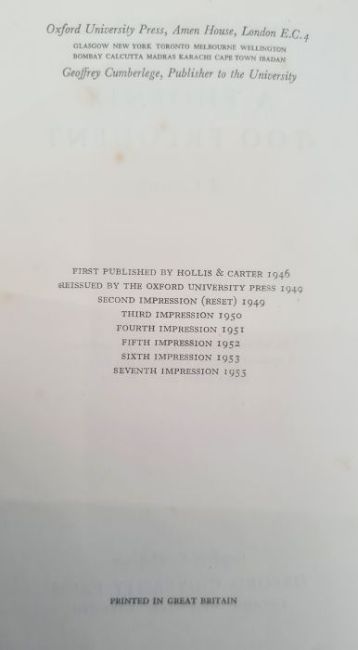 Oxford University Press, Amen House, London E.C.4
GLASGOW NEW YORK TORONTO MELBOURNE WELLINGTON
BOMBAY CALCUTTA MADRAS KARACHI CAPE TOWN IBADAN
Geoffrey Cumberlege, Publisher to the University
FIRST PUBLISHED BY HOLLIS & CARTER 1946
REISSUED BY THE OXFORD UNIVERSITY PRESS 1949
SECOND IMPRESSION (RESET) 1949
THIRD IMPRESSION 1950
FOURTH IMPRESSION 1951
FIFTH IMPRESSION 1952
SIXTH IMPRESSION 1953
SEVENTH IMPRESSION 1955
PRINTED IN GREAT BRITAIN